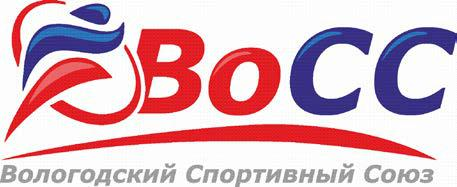 ВоСС
Вологодский Спортивный Союз